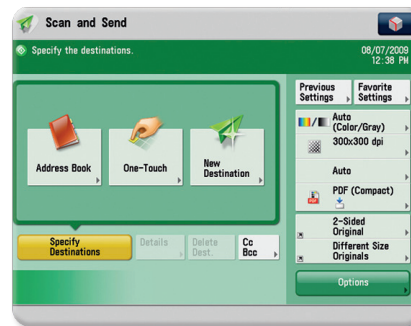 Scan and Send
Specify the destinations.
08/07/2009
12:38 PM
Previous
Settings
Favorite
Settings
Address Book
One-Touch
New
Destination
Auto
(Color/Gray)
300x300 dpi
Auto
PDF (Compact)
2-Sided
Original
Different Size
Originals
Options
Specify
Destinations
Details
Delete
Dest.
Cc
Bcc